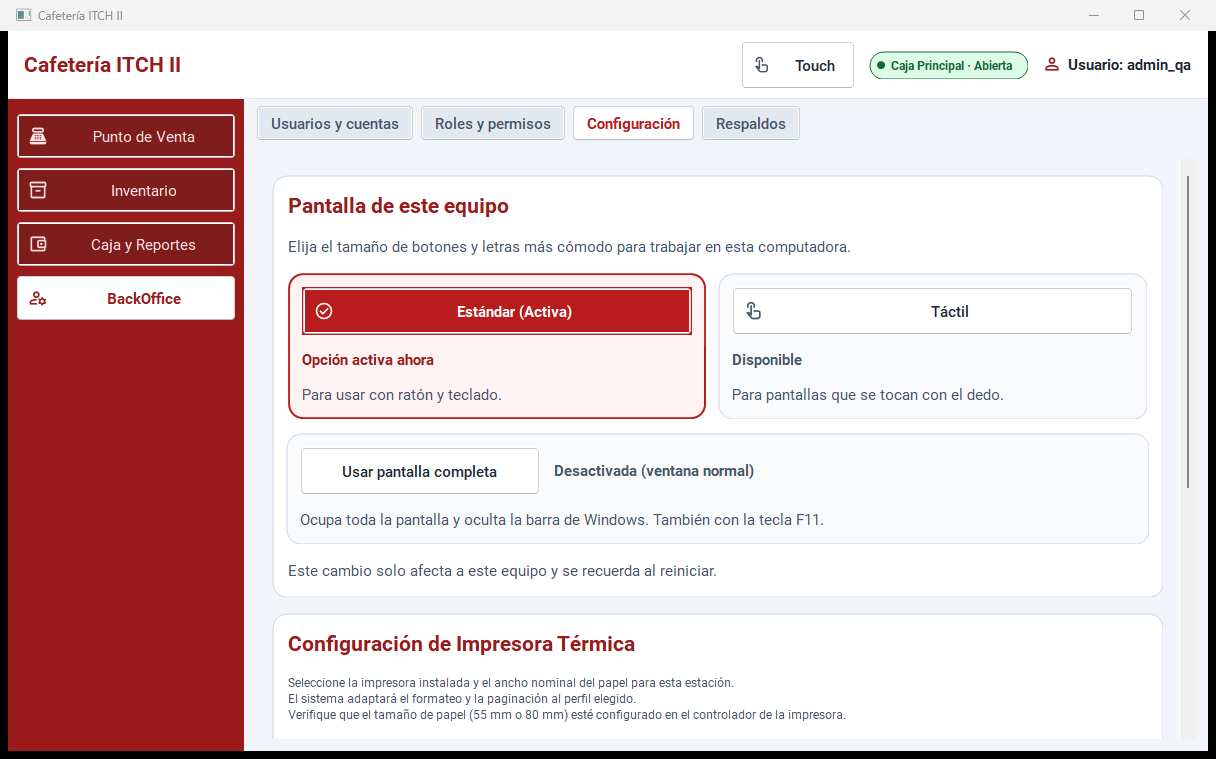 Cafetería ITCH II
Cafetería ITCH II
Touch
Caja Principal · Abierta
Usuario: admin_qa
Punto de Venta
Inventario
Caja y Reportes
BackOffice
Usuarios y cuentas
Roles y permisos
Configuración
Respaldos
Pantalla de este equipo
Elija el tamaño de botones y letras más cómodo para trabajar en esta computadora.
Estándar (Activa)
Opción activa ahora
Para usar con ratón y teclado.
Táctil
Disponible
Para pantallas que se tocan con el dedo.
Usar pantalla completa
Desactivada (ventana normal)
Ocupa toda la pantalla y oculta la barra de Windows. También con la tecla F11.
Este cambio solo afecta a este equipo y se recuerda al reiniciar.
Configuración de Impresora Térmica
Seleccione la impresora instalada y el ancho nominal del papel para esta estación.
El sistema adaptará el formateo y la paginación al perfil elegido.
Verifique que el tamaño de papel (55 mm o 80 mm) esté configurado en el controlador de la impresora.